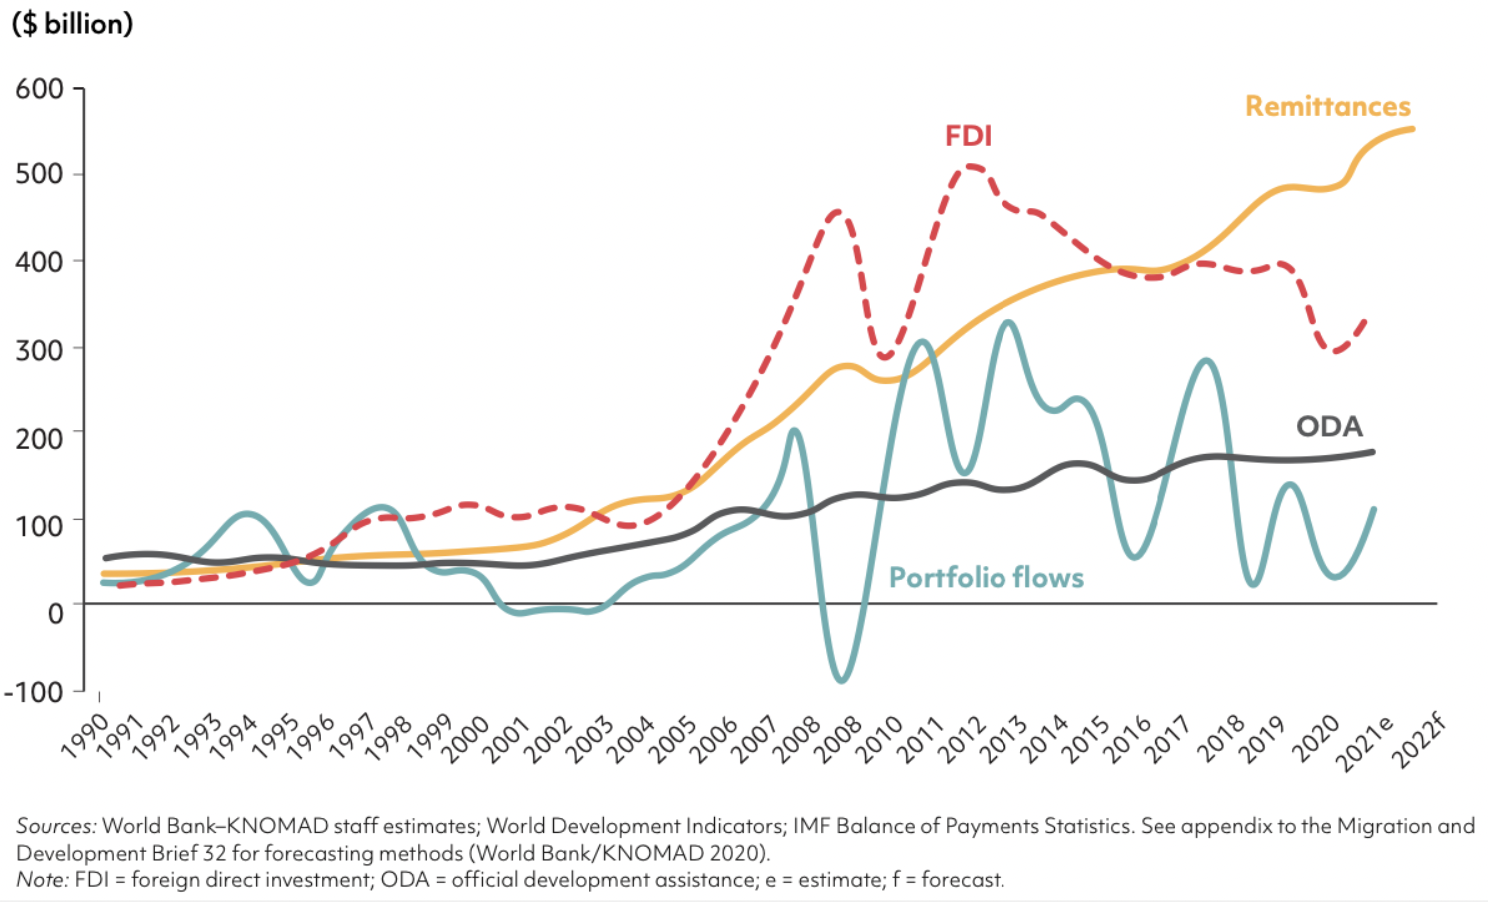 ($ billion)
600
500
400
300
200
100
0
-100
Remittances
FDI
ODA
Portfolio flows
1990 1991 1992 1993 1994 1995 1996 1997 1998 1999 2000 2001 2002 2003 2004 2005 2006 2007 2008 2008 2010 2011 2012 2013 2014 2015 2016 2017 2018 2019 2020 2021e 2022f
Sources: World Bank–KNOMAD staff estimates; World Development Indicators; IMF Balance of Payments Statistics. See appendix to the Migration and
Development Brief 32 for forecasting methods (World Bank/KNOMAD 2020).
Note: FDI = foreign direct investment; ODA = official development assistance; e = estimate; f = forecast.